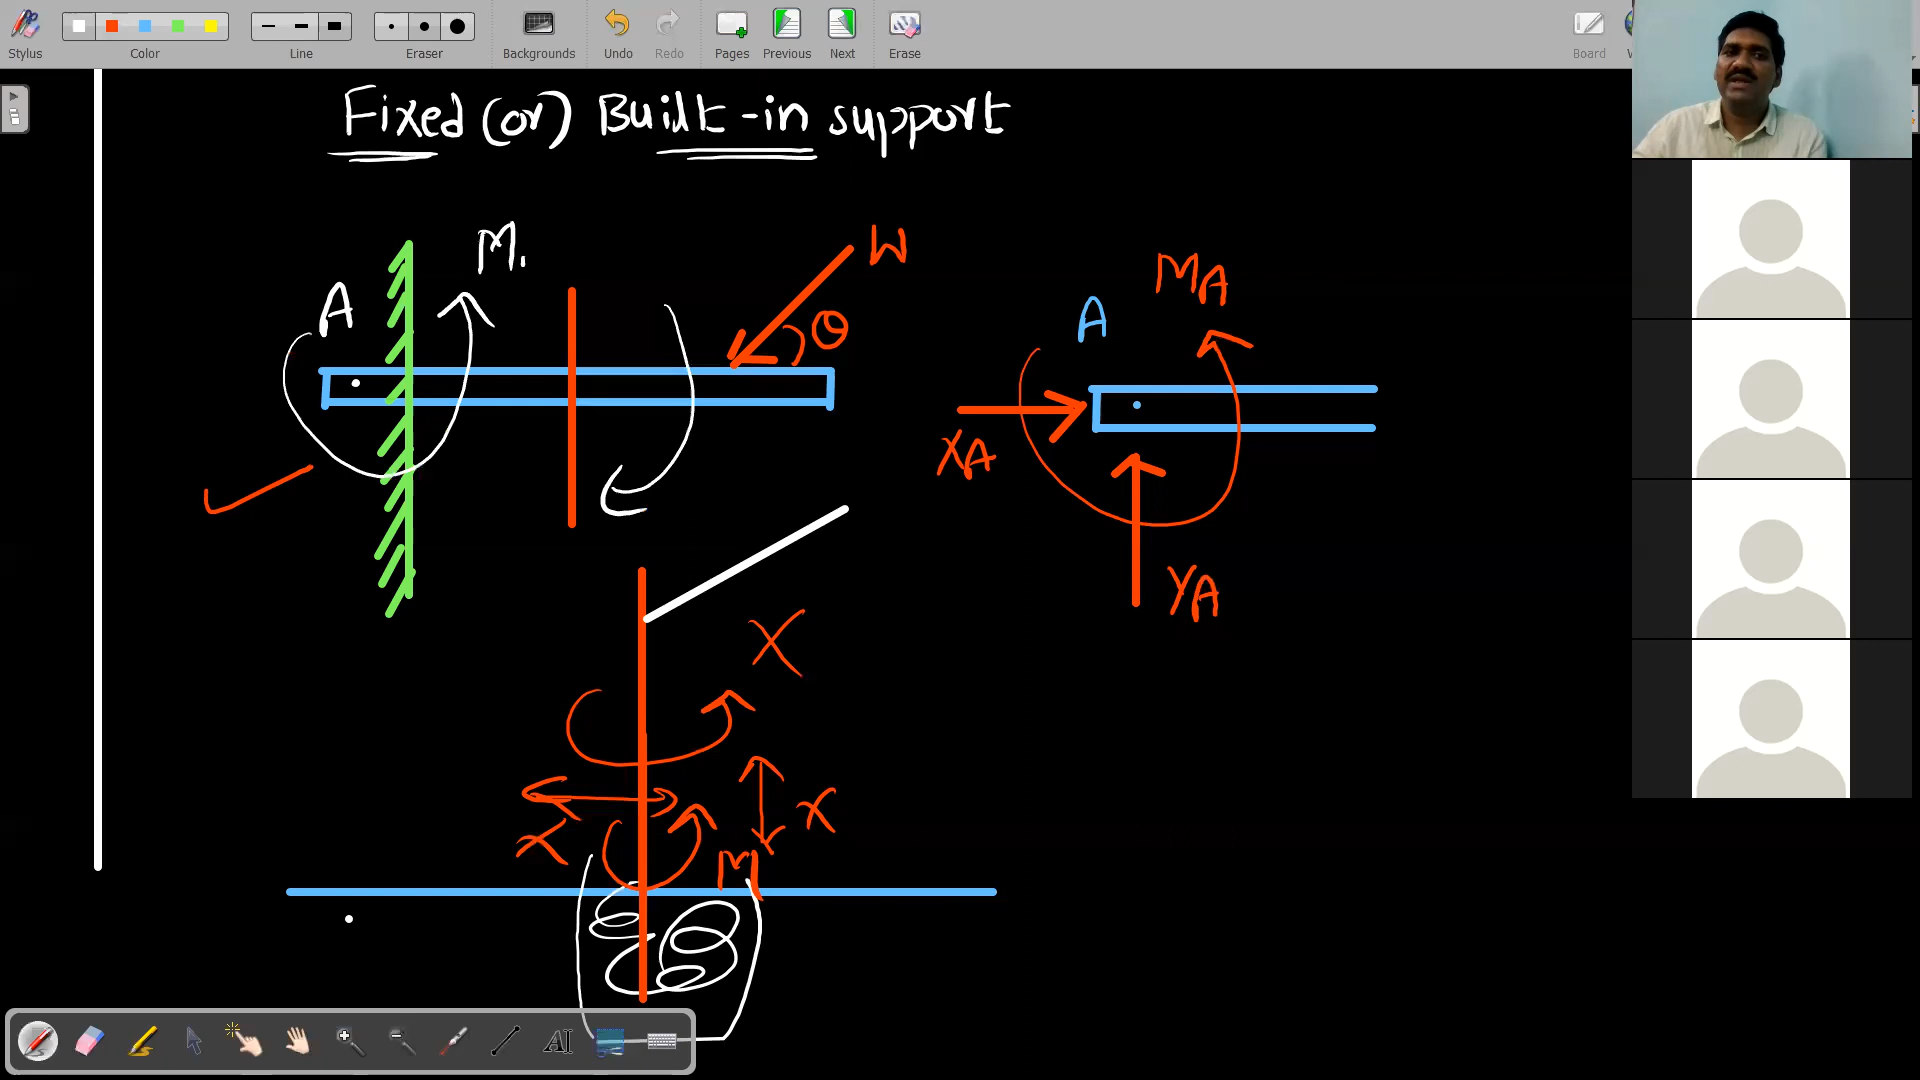 Stylus
Color
Line
Eraser
Backgrounds
Undo
Redo
Pages
Previous
Next
Erase
Board
Fixed (or) Built-in support
A
M.
W
θ
A
MA
XA
YA
X
X
X
M
AI